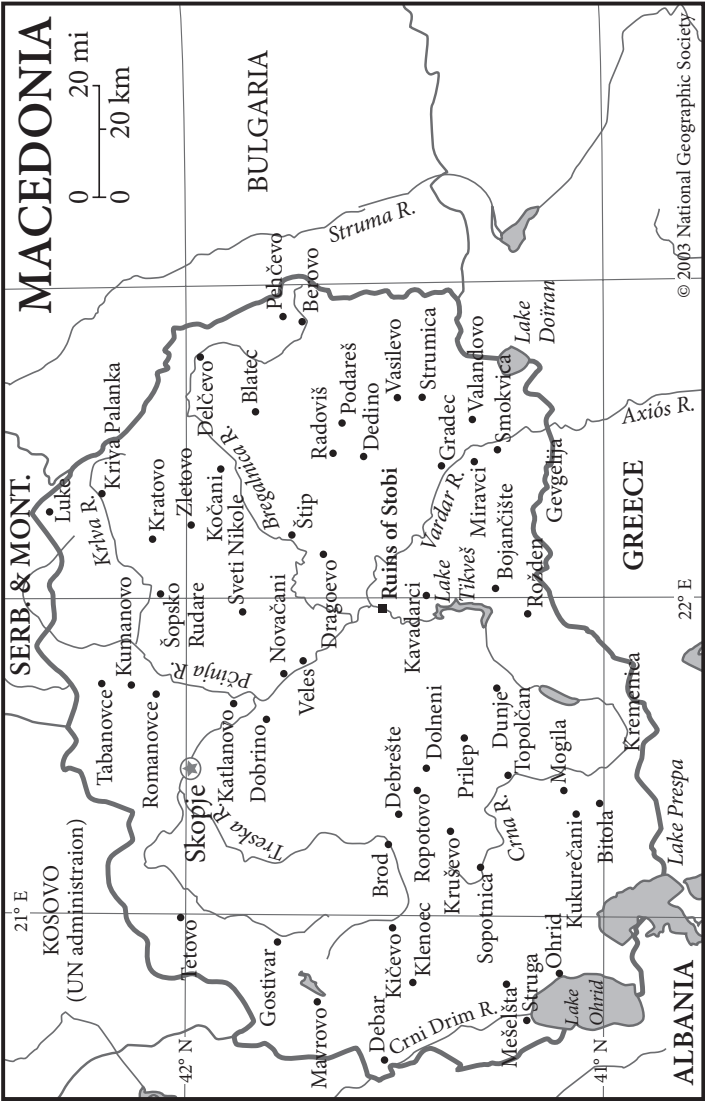 MACEDONIA
0 20 mi
0 20 km
SERB. & MONT.
BULGARIA
KOSOVO
(UN administraion)
21° E
Luke
Krlva R.
Kriva Palanka
Tabanovce
Kumanovo
Romanovce
Kratovo
Šopsko
Rudare
Zletovo
Skopje
Tetovo
42° N
Pčinja R.
Katlanovo
Dobrino
Treska R.
Kočani
Sveti Nikole
Delčevo
Blateć
Bregalnica R.
Pehčevo
Berovo
Struma R.
Gostivar
Mavrovo
Novačani
Veles
Štip
Dragoevo
Radoviš
Podareš
Dedino
Vasilevo
Strumica
Ruins of Stobi
Debar
Brod
Debrešte
Kičevo
Klenoec
Ropotovo
Dolneni
Kavadarci
Lake
Tikveš
Vardar R.
Gradec
Valandovo
Miravci
Smokvica
Lake
Doïran
Crni Drim R.
Kruševo
Prilep
Sopotnica
Crna R.
Topolčan
Dunje
Bojančište
Rožden
Gevgelija
Axiós R.
Mešeišta
Struga
Ohrid
Lake
Ohrid
Kukurečani
Mogila
Bitola
Kremenica
41° N
Lake Prespa
ALBANIA
GREECE
22° E
© 2003 National Geographic Society